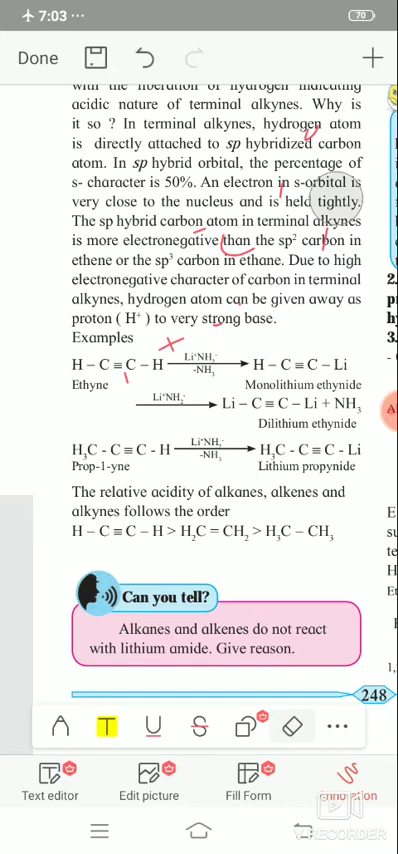 7:03 ...
70
Done
with the liberation of hydrogen indicating
acidic nature of terminal alkynes. Why is
it so ? In terminal alkynes, hydrogen atom
is directly attached to sp hybridized carbon
atom. In sp hybrid orbital, the percentage of
s- character is 50%. An electron in s-orbital is
very close to the nucleus and is held tightly.
The sp hybrid carbon atom in terminal alkynes
is more electronegative than the sp² carbon in
ethene or the sp³ carbon in ethane. Due to high
electronegative character of carbon in terminal
alkynes, hydrogen atom can be given away as
proton ( H⁺ ) to very strong base.
Examples
H – C ≡ C – H Li⁺NH₂⁻ -NH₃ H – C ≡ C – Li
Ethyne Monolithium ethynide
Li⁺NH₂⁻ Li – C ≡ C – Li + NH₃
Dilithium ethynide
H₃C - C ≡ C - H Li⁺NH₂⁻ -NH₃ H₃C - C ≡ C - Li
Prop-1-yne Lithium propynide
The relative acidity of alkanes, alkenes and
alkynes follows the order
H – C ≡ C – H > H₂C = CH₂ > H₃C – CH₃
Can you tell?
Alkanes and alkenes do not react
with lithium amide. Give reason.
248
2.
3.
Text editor
Edit picture
Fill Form
Annotation
V RECORDER